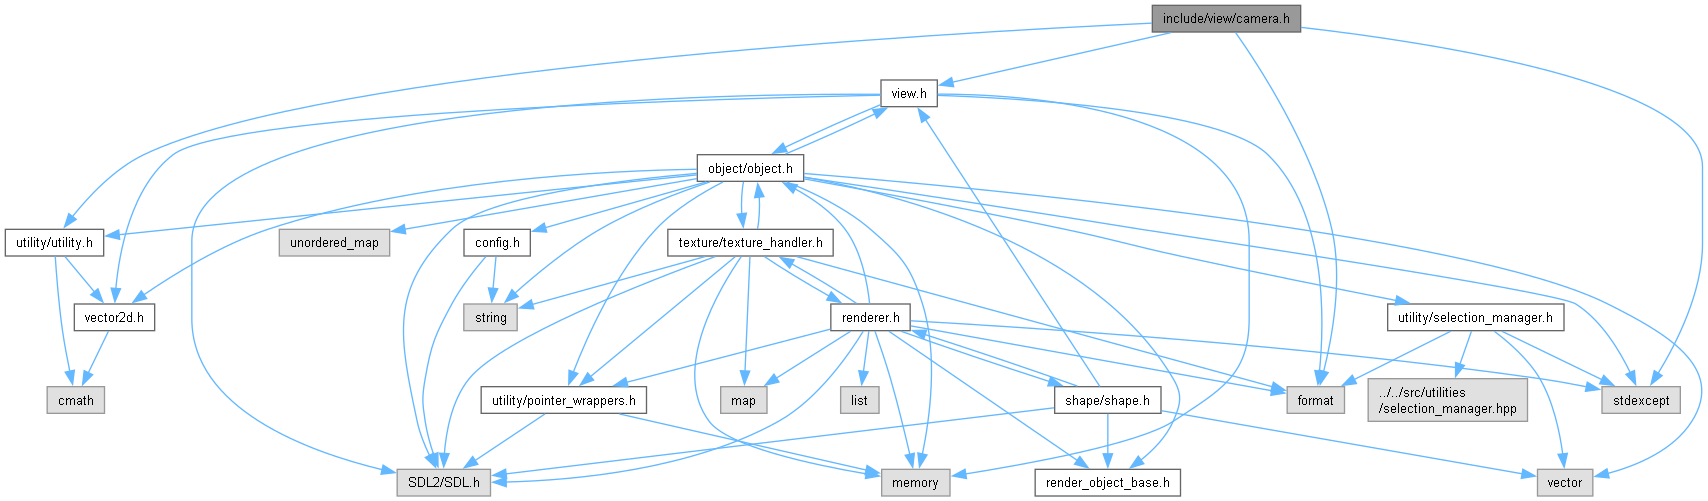 include/view/camera.h
view.h
object/object.h
utility/utility.h
unordered_map
config.h
texture/texture_handler.h
vector2d.h
string
renderer.h
utility/selection_manager.h
cmath
utility/pointer_wrappers.h
map
list
shape/shape.h
format
../../src/utilities
/selection_manager.hpp
stdexcept
SDL2/SDL.h
memory
render_object_base.h
vector